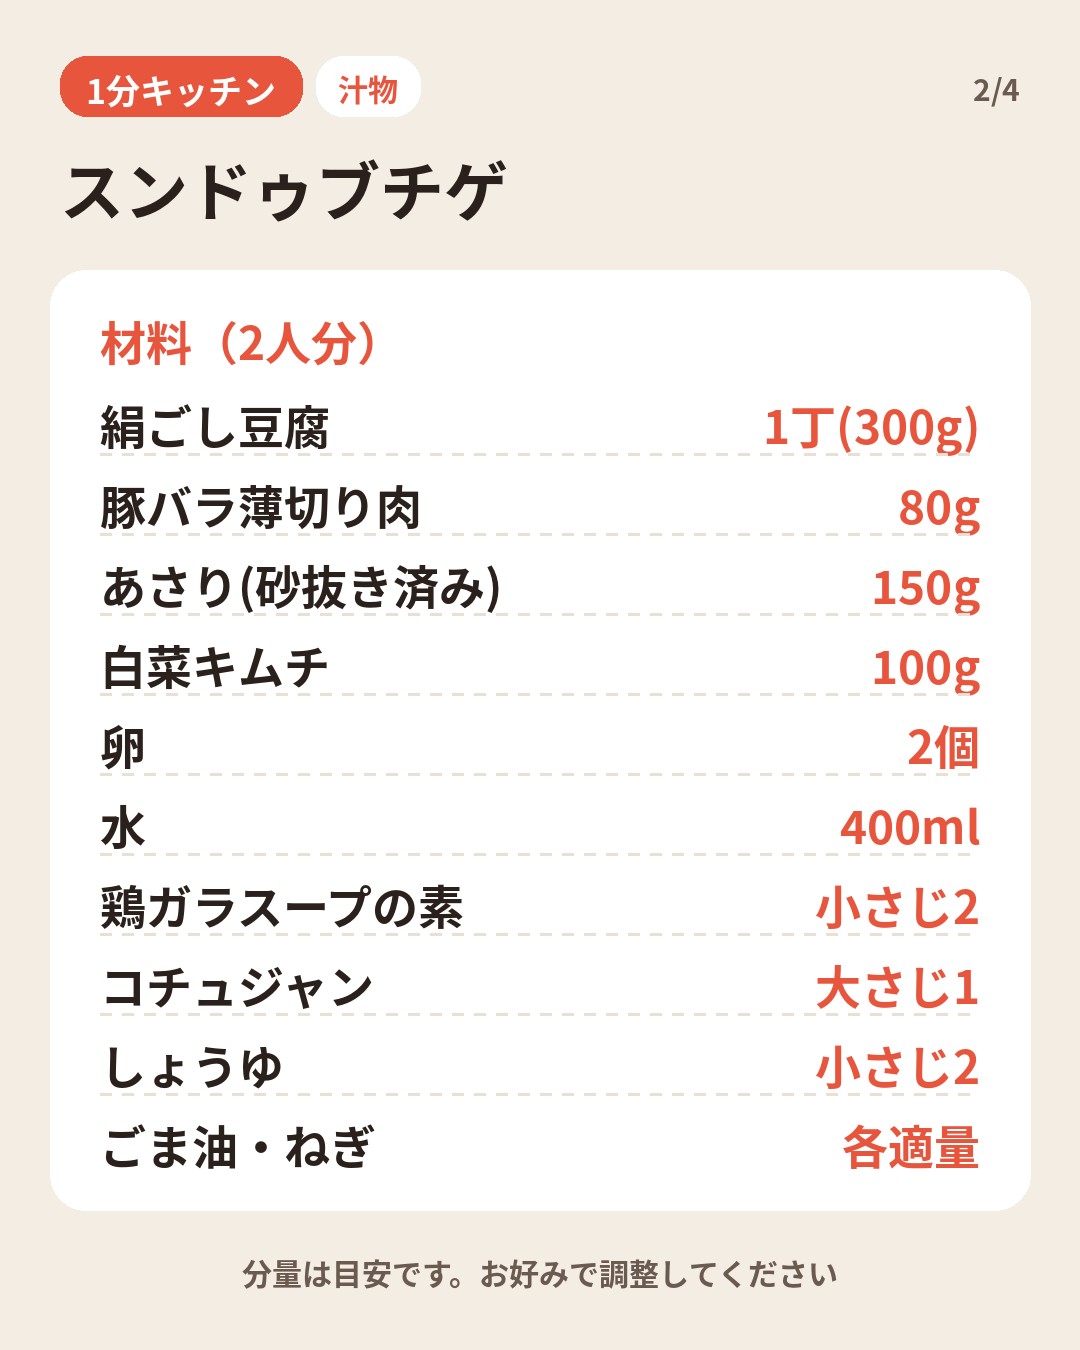 1分キッチン 汁物 2/4
スンドゥブチゲ
材料（2人分）
絹ごし豆腐 1丁(300g)
豚バラ薄切り肉 80g
あさり(砂抜き済み) 150g
白菜キムチ 100g
卵 2個
水 400ml
鶏ガラスープの素 小さじ2
コチュジャン 大さじ1
しょうゆ 小さじ2
ごま油・ねぎ 各適量
分量は目安です。お好みで調整してください